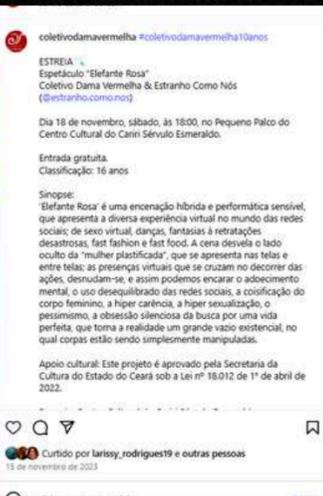 coletivodamavermelha #coletivodamavermelha10anos
ESTREIA
Espetáculo "Elefante Rosa"
Coletivo Dama Vermelha & Estranho Como Nós
(@estranho.como.nos)
Dia 18 de novembro, sábado, às 18:00, no Pequeno Palco do
Centro Cultural do Cariri Sérvulo Esmeraldo.
Entrada gratuita.
Classificação: 16 anos
Sinopse:
'Elefante Rosa' é uma encenação híbrida e performática sensível,
que apresenta a diversa experiência virtual no mundo das redes
sociais; de sexo virtual, danças, fantasias à retratações
desastrosas, fast fashion e fast food. A cena desvela o lado
oculto da "mulher plastificada", que se apresenta nas telas e
entre telas; as presenças virtuais que se cruzam no decorrer das
ações, desnudam-se, e assim podemos encarar o adoecimento
mental, o uso desequilibrado das redes sociais, a coisificação do
corpo feminino, a hiper carência, a hiper sexualização, o
pessimismo, a obsessão silenciosa da busca por uma vida
perfeita, que torna a realidade um grande vazio existencial, no
qual corpas estão sendo simplesmente manipuladas.
Apoio cultural: Este projeto é aprovado pela Secretaria da
Cultura do Estado do Ceará sob a Lei nº 18.012 de 1º de abril de
2022.
Curtido por larissy_rodrigues19 e outras pessoas
15 de novembro de 2023